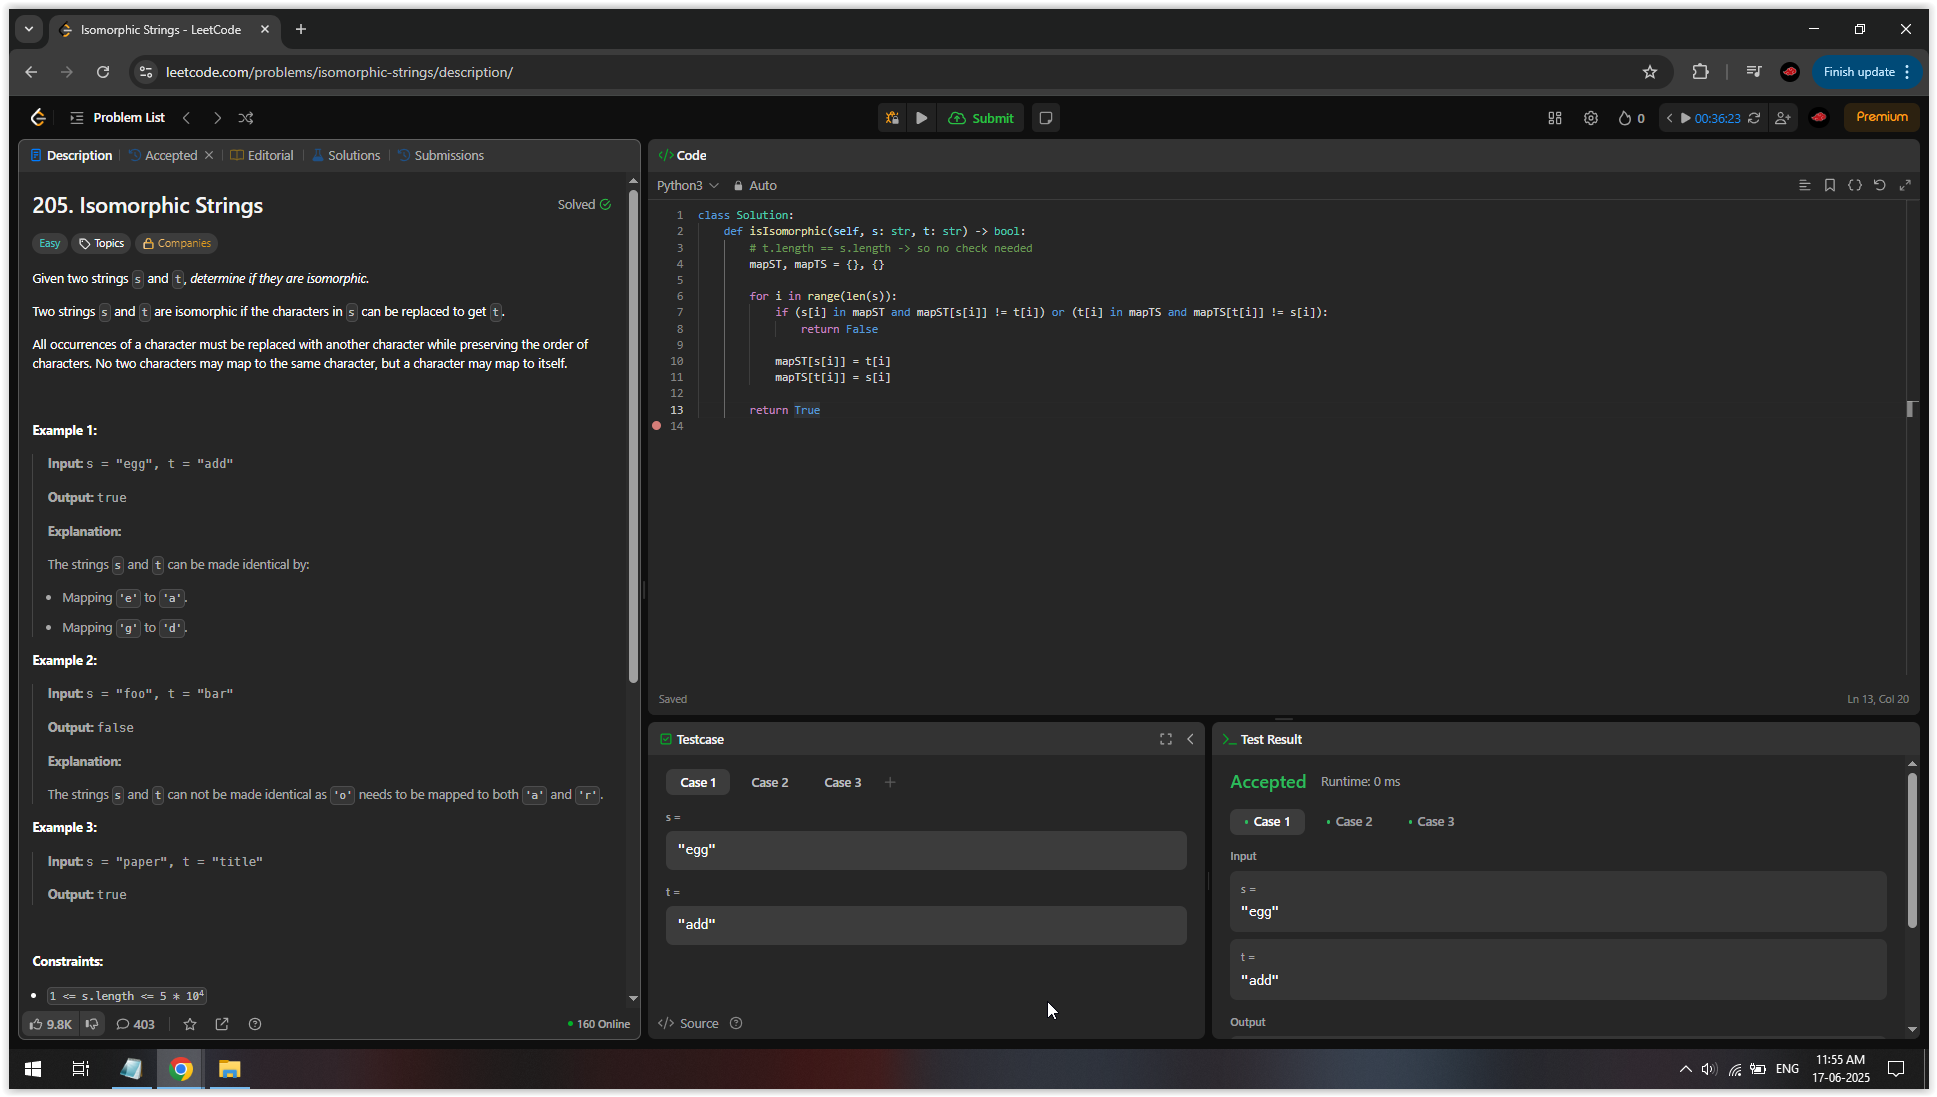 Isomorphic Strings - LeetCode
leetcode.com/problems/isomorphic-strings/description/
Finish update
Problem List
Submit
0
00:36:23
Premium
Description
Accepted
Editorial
Solutions
Submissions
205. Isomorphic Strings
Solved
Easy
Topics
Companies
Given two strings s and t, determine if they are isomorphic.
Two strings s and t are isomorphic if the characters in s can be replaced to get t.
All occurrences of a character must be replaced with another character while preserving the order of
characters. No two characters may map to the same character, but a character may map to itself.
Example 1:
Input: s = "egg", t = "add"
Output: true
Explanation:
The strings s and t can be made identical by:
• Mapping 'e' to 'a'.
• Mapping 'g' to 'd'.
Example 2:
Input: s = "foo", t = "bar"
Output: false
Explanation:
The strings s and t can not be made identical as 'o' needs to be mapped to both 'a' and 'r'.
Example 3:
Input: s = "paper", t = "title"
Output: true
Constraints:
• 1 <= s.length <= 5 * 10⁴
9.8K
403
160 Online
</> Code
Python3
Auto
1 class Solution:
2 def isIsomorphic(self, s: str, t: str) -> bool:
3 # t.length == s.length -> so no check needed
4 mapST, mapTS = {}, {}
5
6 for i in range(len(s)):
7 if (s[i] in mapST and mapST[s[i]] != t[i]) or (t[i] in mapTS and mapTS[t[i]] != s[i]):
8 return False
9
10 mapST[s[i]] = t[i]
11 mapTS[t[i]] = s[i]
12
13 return True
14
Saved
Ln 13, Col 20
Testcase
Case 1
Case 2
Case 3
s =
"egg"
t =
"add"
</> Source
Test Result
Accepted
Runtime: 0 ms
Case 1
Case 2
Case 3
Input
s =
"egg"
t =
"add"
Output
ENG
11:55 AM
17-06-2025